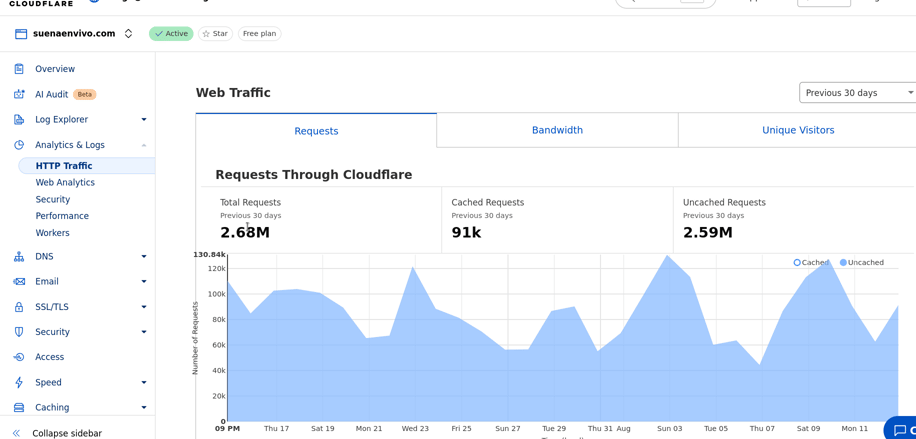 CLOUDFLARE
suenaenvivo.com
Active
Star
Free plan
Overview
AI Audit Beta
Log Explorer
Analytics & Logs
HTTP Traffic
Web Analytics
Security
Performance
Workers
DNS
Email
SSL/TLS
Security
Access
Speed
Caching
Collapse sidebar
Web Traffic
Previous 30 days
Requests
Bandwidth
Unique Visitors
Requests Through Cloudflare
Total Requests
Previous 30 days
2.68M
Cached Requests
Previous 30 days
91k
Uncached Requests
Previous 30 days
2.59M
130.84k
Cached
Uncached
120k
100k
80k
60k
40k
20k
0
Number of Requests
09 PM
Thu 17
Sat 19
Mon 21
Wed 23
Fri 25
Sun 27
Tue 29
Thu 31
Aug
Sun 03
Tue 05
Thu 07
Sat 09
Mon 11